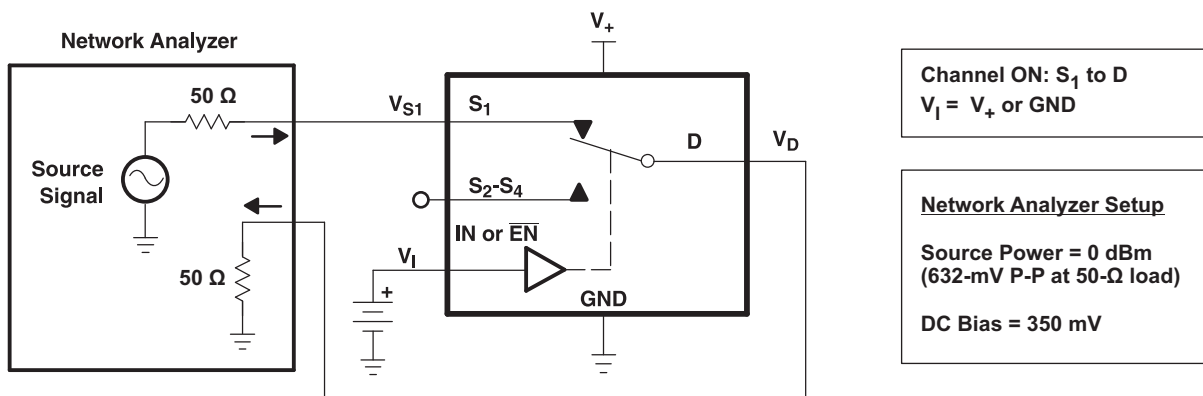 V+
Network Analyzer
50 Ω
VS1
S1
D
VD
Source
Signal
S2-S4
IN or E̅N̅
VI
+
50 Ω
GND
Channel ON: S1 to D
VI = V+ or GND
Network Analyzer Setup
Source Power = 0 dBm
(632-mV P-P at 50-Ω load)
DC Bias = 350 mV